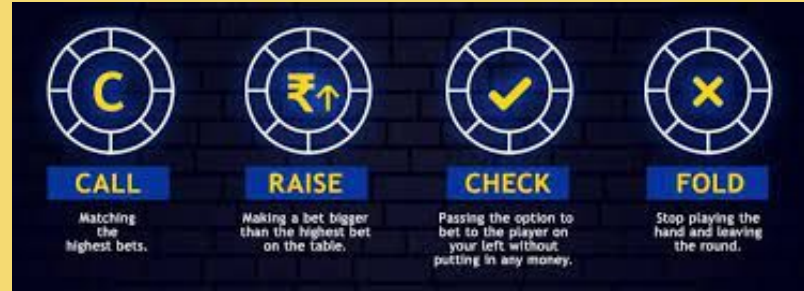 C
₹↑
CALL
RAISE
CHECK
FOLD
Matching
the
highest bets.
Making a bet bigger
than the highest bet
on the table.
Passing the option to
bet to the player on
your left without
putting in any money.
Stop playing the
hand and leaving
the round.